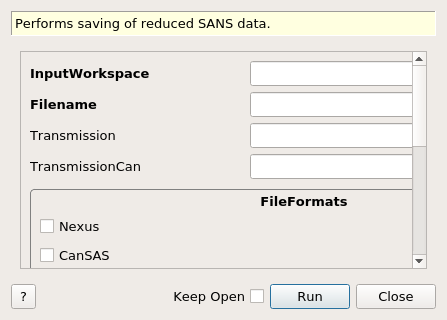 Performs saving of reduced SANS data.
InputWorkspace
Filename
Transmission
TransmissionCan
FileFormats
Nexus
CanSAS
? Keep Open Run Close